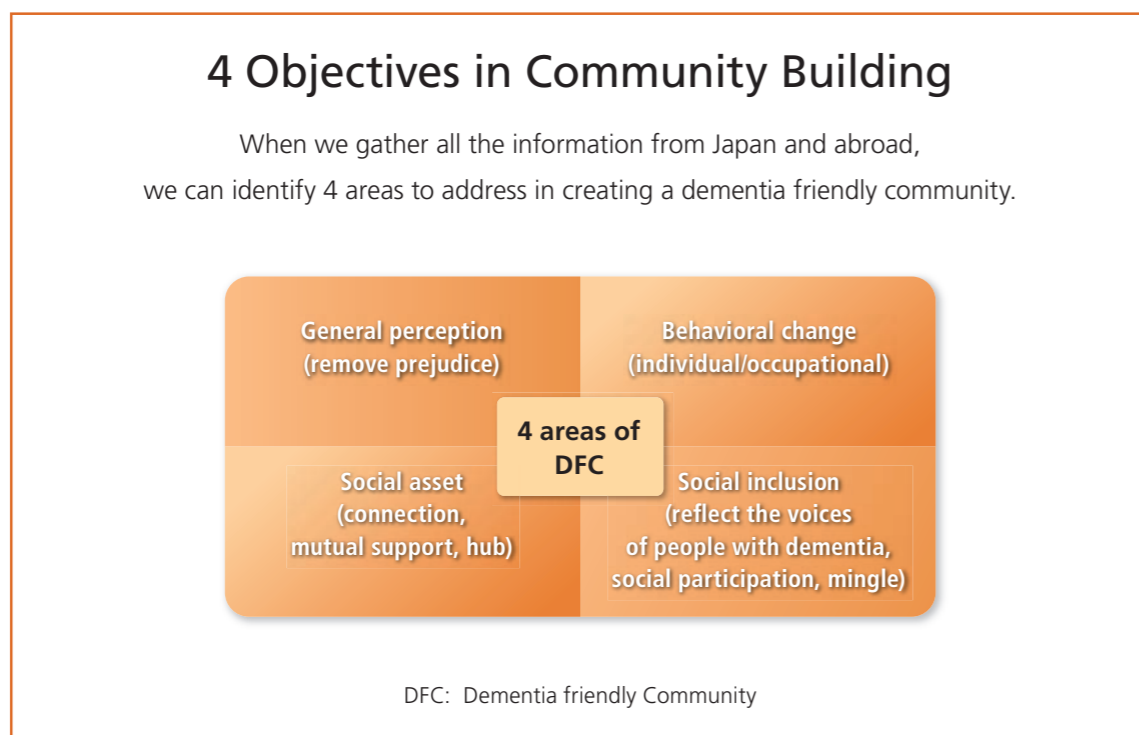 4 Objectives in Community Building
When we gather all the information from Japan and abroad,
we can identify 4 areas to address in creating a dementia friendly community.
General perception
(remove prejudice)
Behavioral change
(individual/occupational)
4 areas of
DFC
Social asset
(connection,
mutual support, hub)
Social inclusion
(reflect the voices
of people with dementia,
social participation, mingle)
DFC: Dementia friendly Community